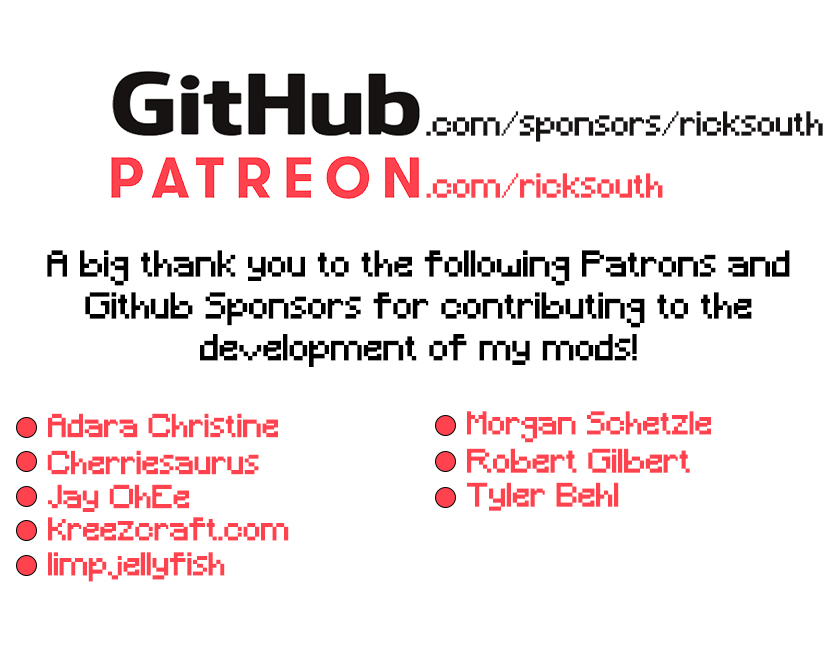 GitHub.com/sponsors/ricksouth
PATREON.com/ricksouth
A big thank you to the following Patrons and
Github Sponsors for contributing to the
development of my mods!
Adara Christine
Cherriesaurus
Jay OhEe
Kreezcraft.com
limp.jellyfish
Morgan Schetzle
Robert Gilbert
Tyler Behl